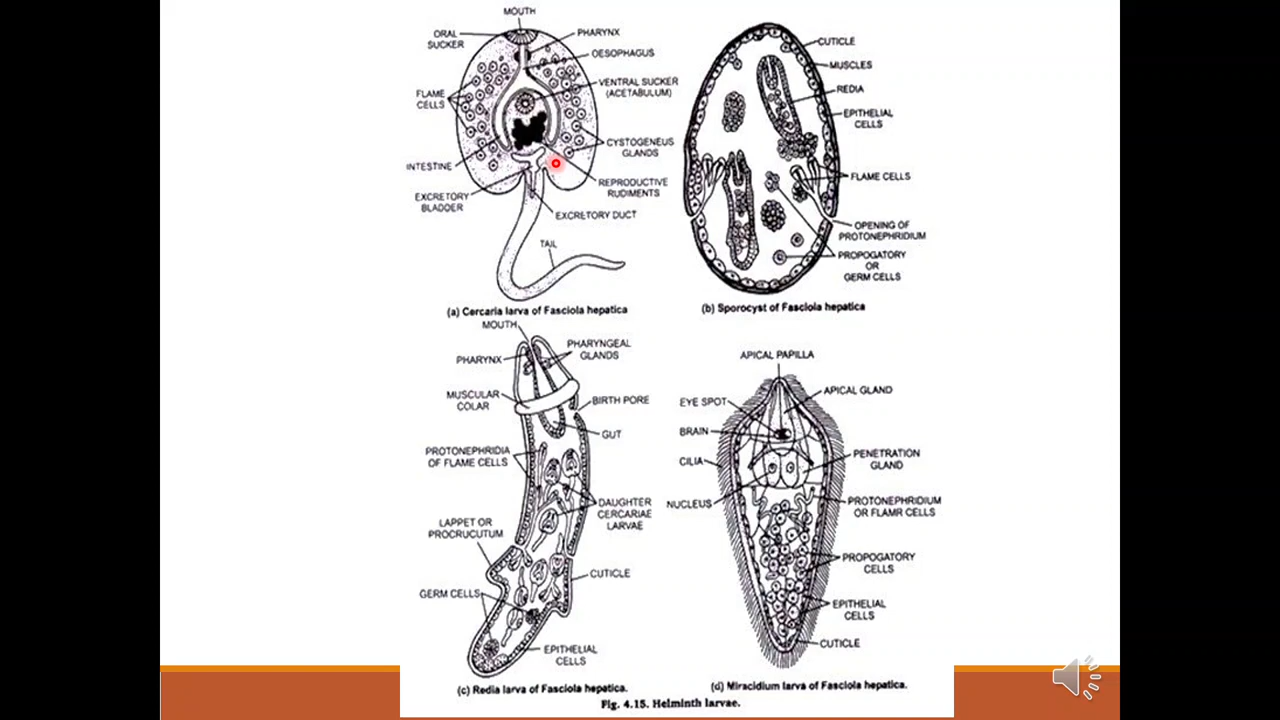 MOUTH
ORAL
SUCKER
PHARYNX
OESOPHAGUS
VENTRAL SUCKER
(ACETABULUM)
FLAME
CELLS
CYSTOGENEUS
GLANDS
INTESTINE
REPRODUCTIVE
RUDIMENTS
EXCRETORY
BLADDER
EXCRETORY DUCT
TAIL
(a) Cercaria larva of Fasciola hepatica
CUTICLE
MUSCLES
REDIA
EPITHELIAL
CELLS
FLAME CELLS
OPENING OF
PROTONEPHRIDIUM
PROPOGATORY
OR
GERM CELLS
(b) Sporocyst of Fasciola hepatica
MOUTH
PHARYNGEAL
GLANDS
PHARYNX
MUSCULAR
COLAR
BIRTH PORE
GUT
PROTONEPHRIDIA
OF FLAME CELLS
DAUGHTER
CERCARIAE
LARVAE
LAPPET OR
PROCRUCUTUM
CUTICLE
GERM CELLS
EPITHELIAL
CELLS
(c) Redia larva of Fasciola hepatica.
APICAL PAPILLA
APICAL GLAND
EYE SPOT
BRAIN
CILIA
PENETRATION
GLAND
NUCLEUS
PROTONEPHRIDIUM
OR FLAMR CELLS
PROPOGATORY
CELLS
EPITHELIAL
CELLS
CUTICLE
(d) Miracidium larva of Fasciola hepatica.
Fig. 4.15. Helminth larvae.